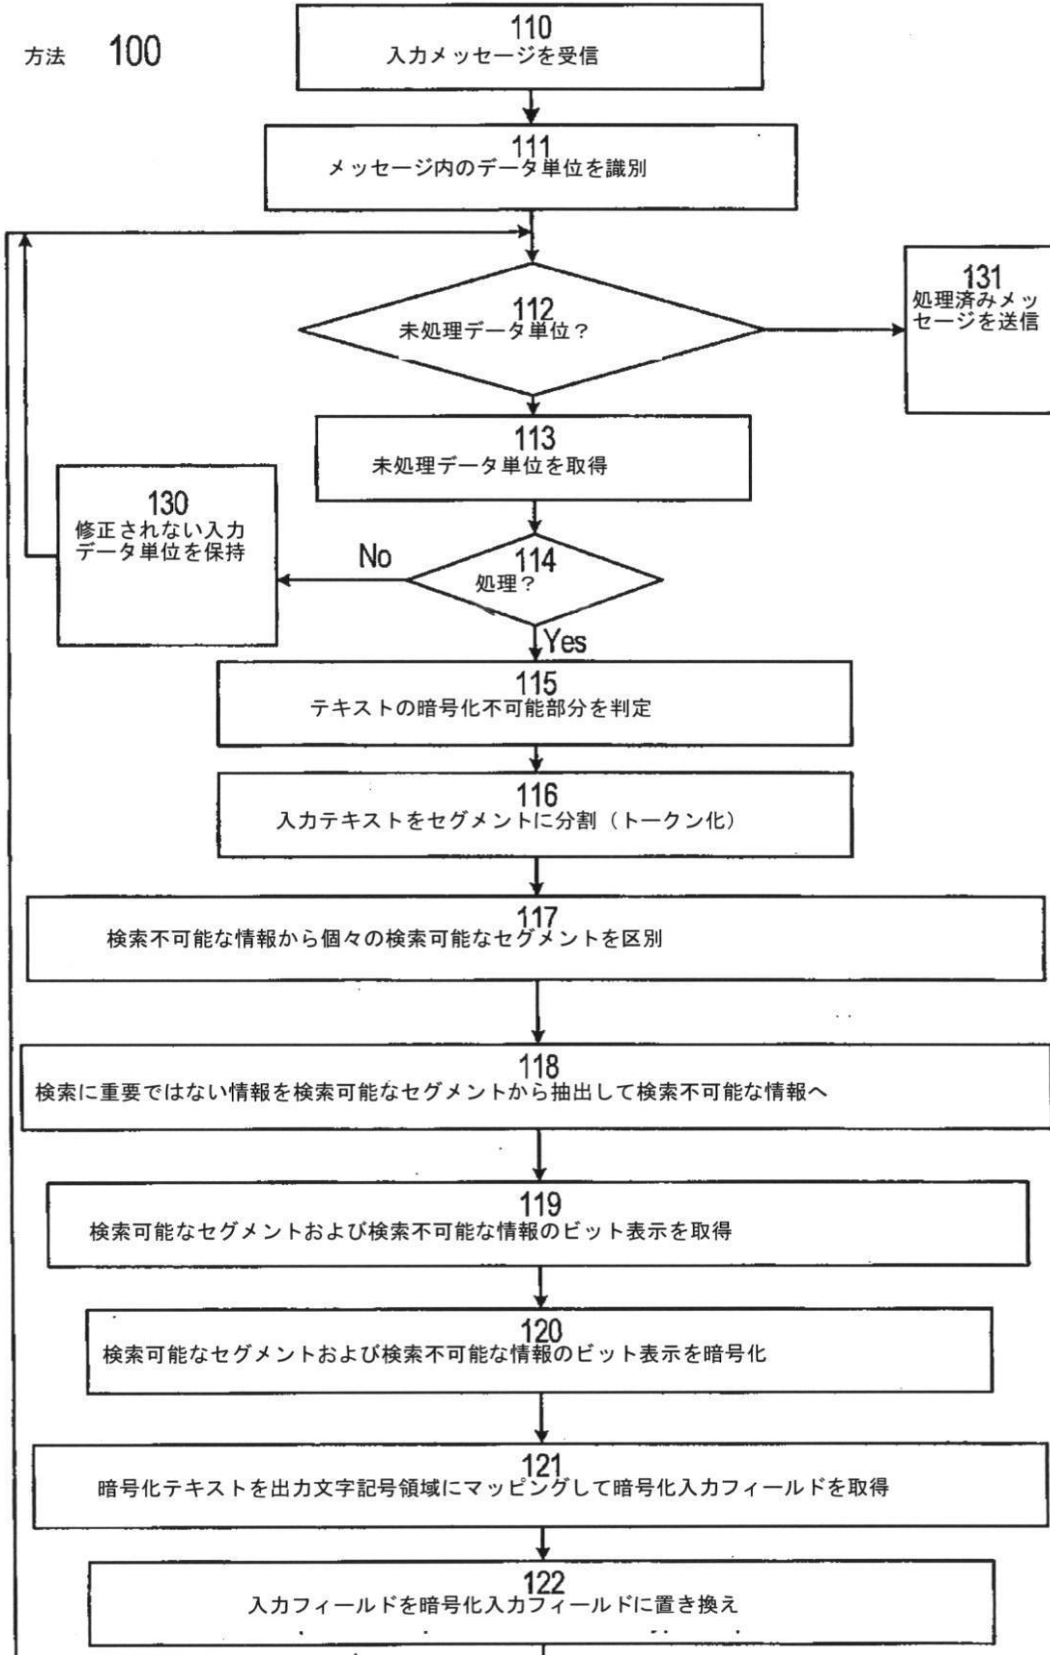 方法 100
110
入力メッセージを受信
111
メッセージ内のデータ単位を識別
112
未処理データ単位？
131
処理済みメッ
セージを送信
113
未処理データ単位を取得
130
修正されない入力
データ単位を保持
No
114
処理？
Yes
115
テキストの暗号化不可能部分を判定
116
入力テキストをセグメントに分割（トークン化）
117
検索不可能な情報から個々の検索可能なセグメントを区別
118
検索に重要ではない情報を検索可能なセグメントから抽出して検索不可能な情報へ
119
検索可能なセグメントおよび検索不可能な情報のビット表示を取得
120
検索可能なセグメントおよび検索不可能な情報のビット表示を暗号化
121
暗号化テキストを出力文字記号領域にマッピングして暗号化入力フィールドを取得
122
入力フィールドを暗号化入力フィールドに置き換え